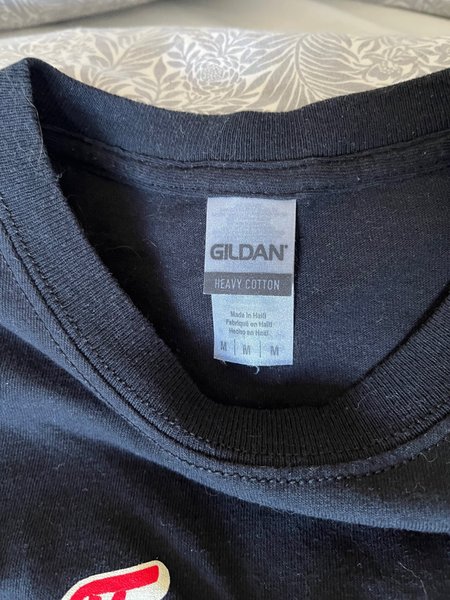 GILDAN
HEAVY COTTON
Made in Haiti
Fabriqué en Haïti
Hecho en Haití
M | M | M